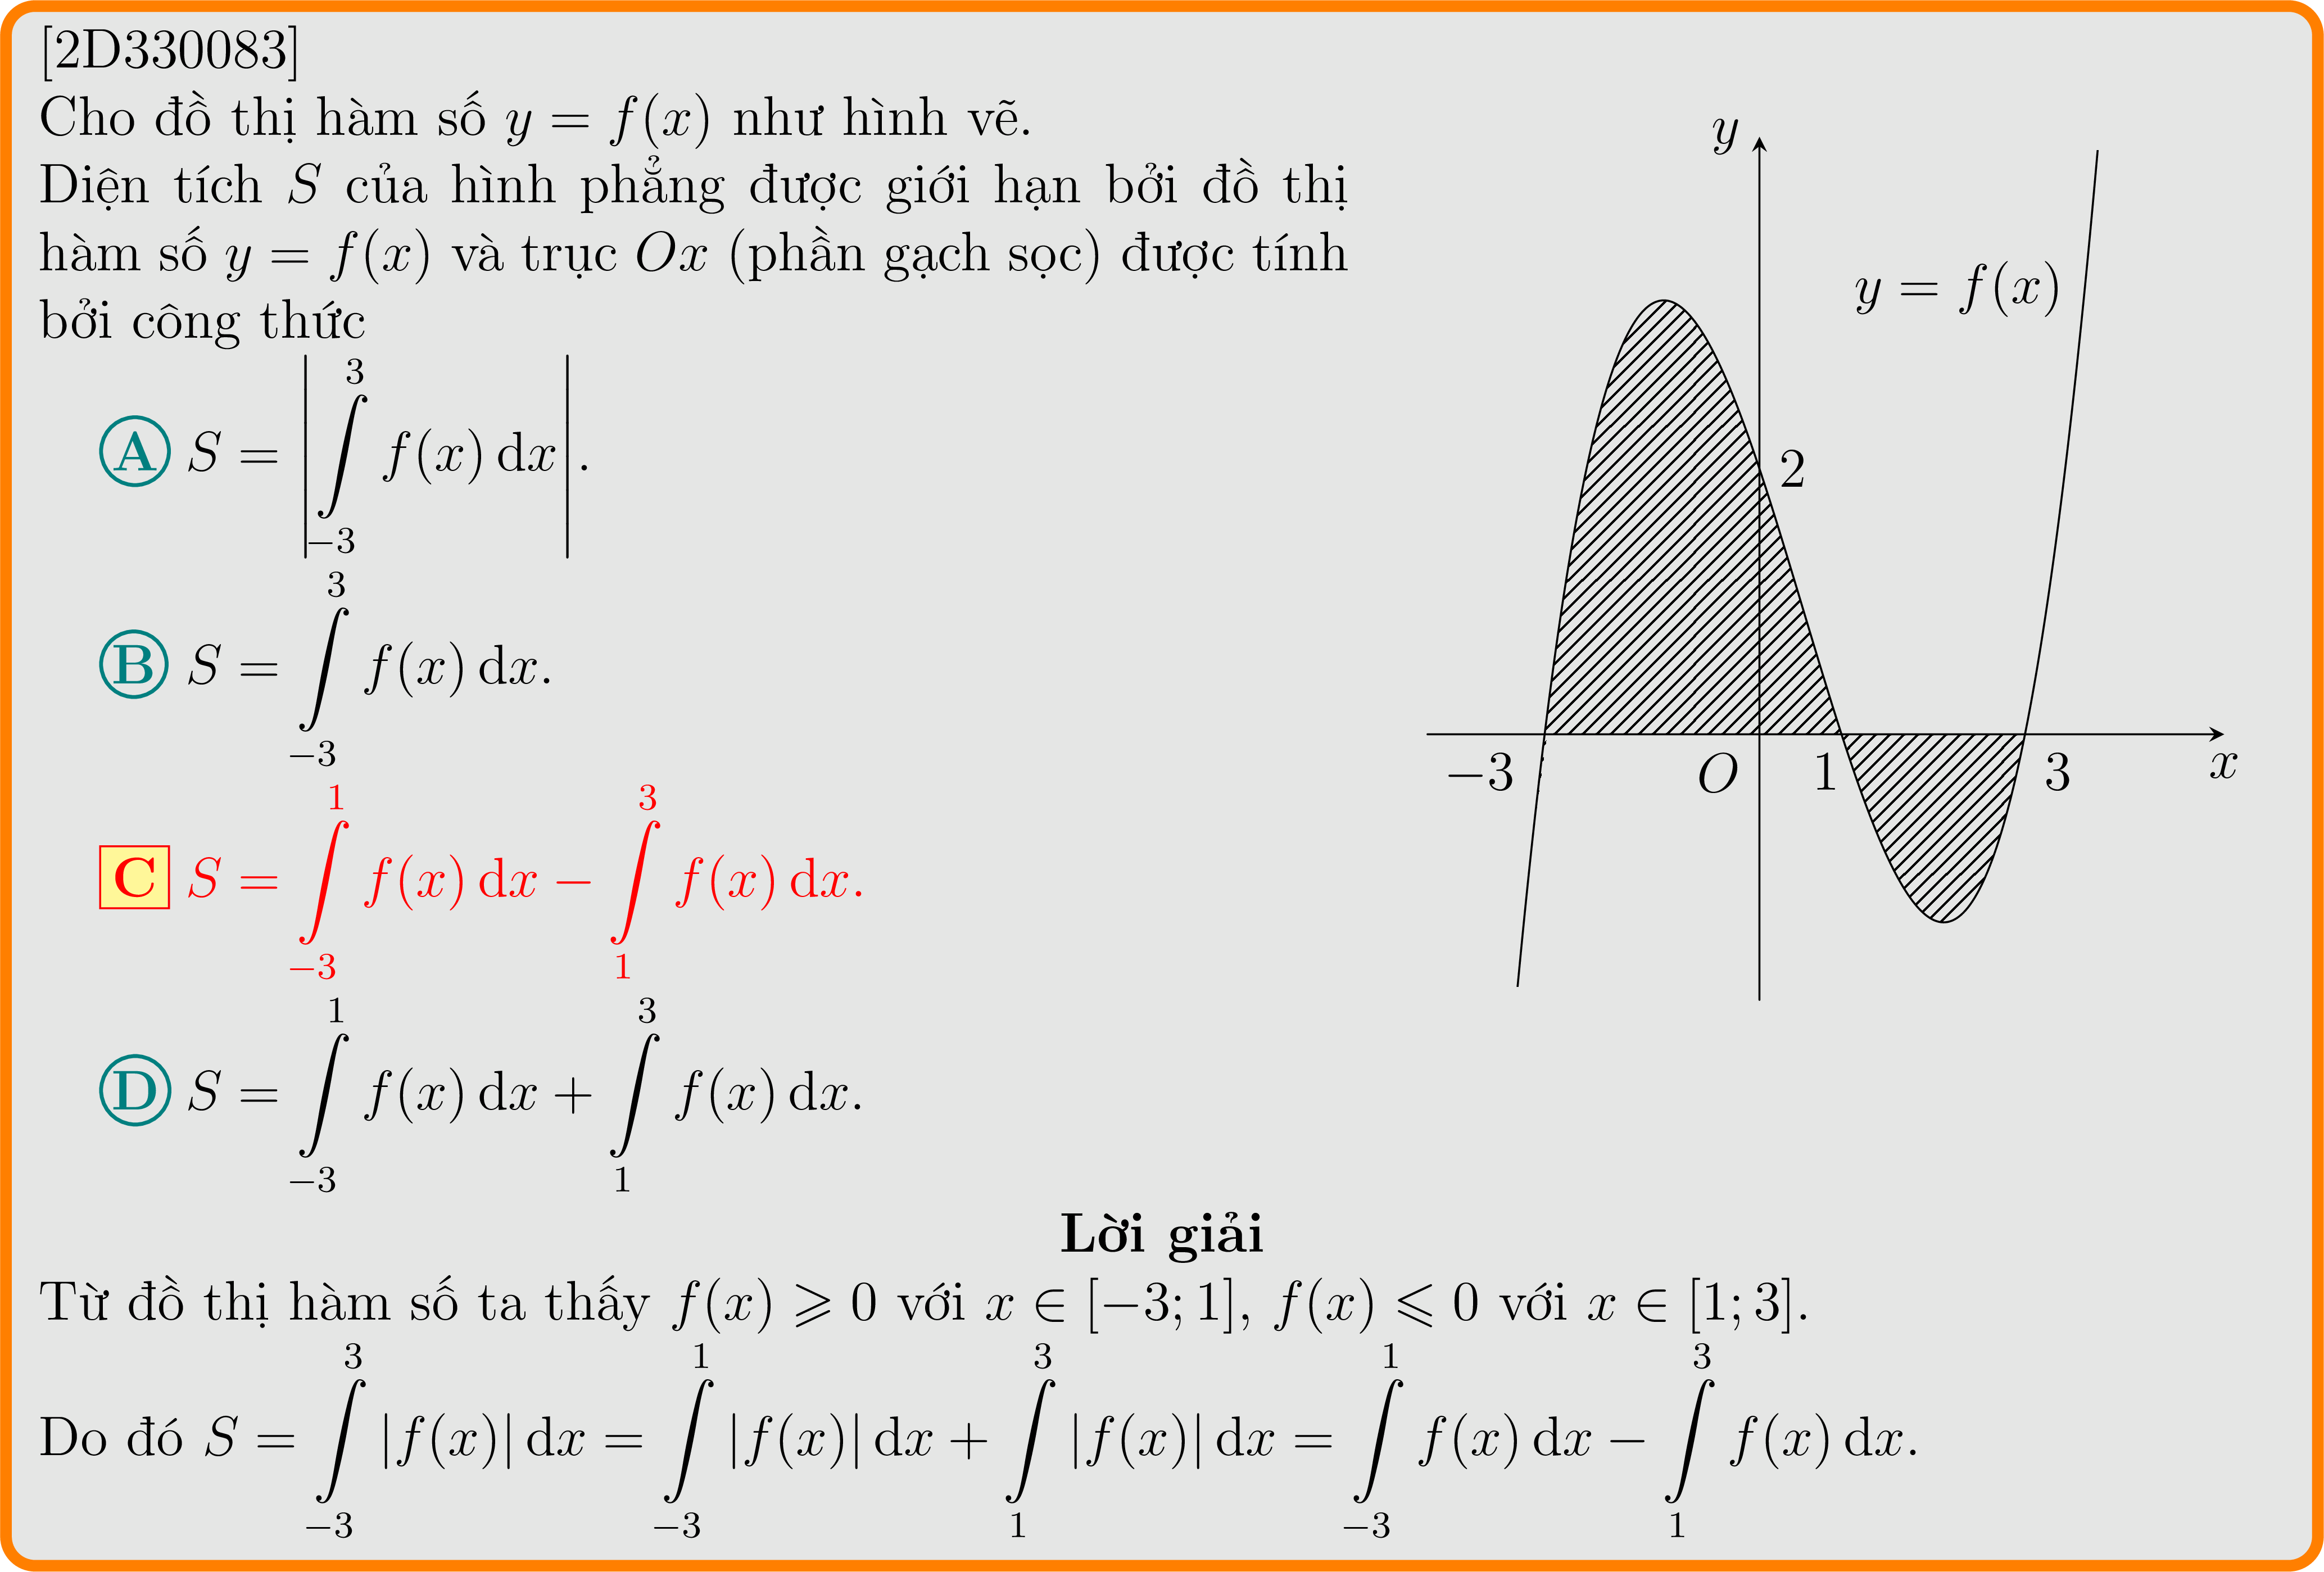 [2D330083]
Cho đồ thị hàm số $y = f(x)$ như hình vẽ.
Diện tích $S$ của hình phẳng được giới hạn bởi đồ thị
hàm số $y = f(x)$ và trục $Ox$ (phần gạch sọc) được tính
bởi công thức
A $S = \left| \int\limits_{-3}^{3} f(x)\,\mathrm{d}x \right|.$
B $S = \int\limits_{-3}^{3} f(x)\,\mathrm{d}x.$
C $S = \int\limits_{-3}^{1} f(x)\,\mathrm{d}x - \int\limits_{1}^{3} f(x)\,\mathrm{d}x.$
D $S = \int\limits_{-3}^{1} f(x)\,\mathrm{d}x + \int\limits_{1}^{3} f(x)\,\mathrm{d}x.$
$y$
$y = f(x)$
2
−3
$O$
1
3
$x$
Lời giải
Từ đồ thị hàm số ta thấy $f(x) \geqslant 0$ với $x \in [-3; 1]$, $f(x) \leqslant 0$ với $x \in [1; 3]$.
Do đó $S = \int\limits_{-3}^{3} |f(x)|\,\mathrm{d}x = \int\limits_{-3}^{1} |f(x)|\,\mathrm{d}x + \int\limits_{1}^{3} |f(x)|\,\mathrm{d}x = \int\limits_{-3}^{1} f(x)\,\mathrm{d}x - \int\limits_{1}^{3} f(x)\,\mathrm{d}x.$